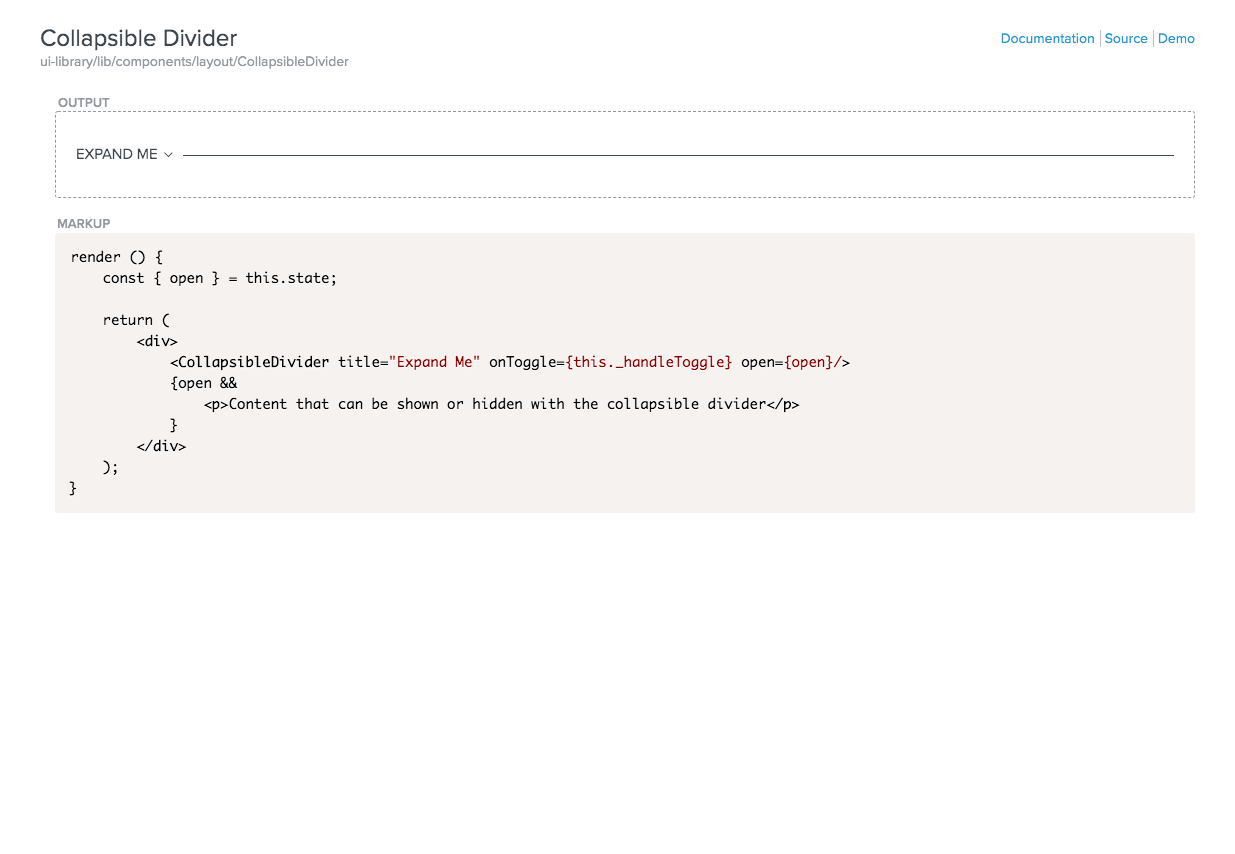 Collapsible Divider
Documentation Source Demo
ui-library/lib/components/layout/CollapsibleDivider
OUTPUT
EXPAND ME
MARKUP
render () {
    const { open } = this.state;

    return (
        <div>
            <CollapsibleDivider title="Expand Me" onToggle={this._handleToggle} open={open}/>
            {open &&
                <p>Content that can be shown or hidden with the collapsible divider</p>
            }
        </div>
    );
}